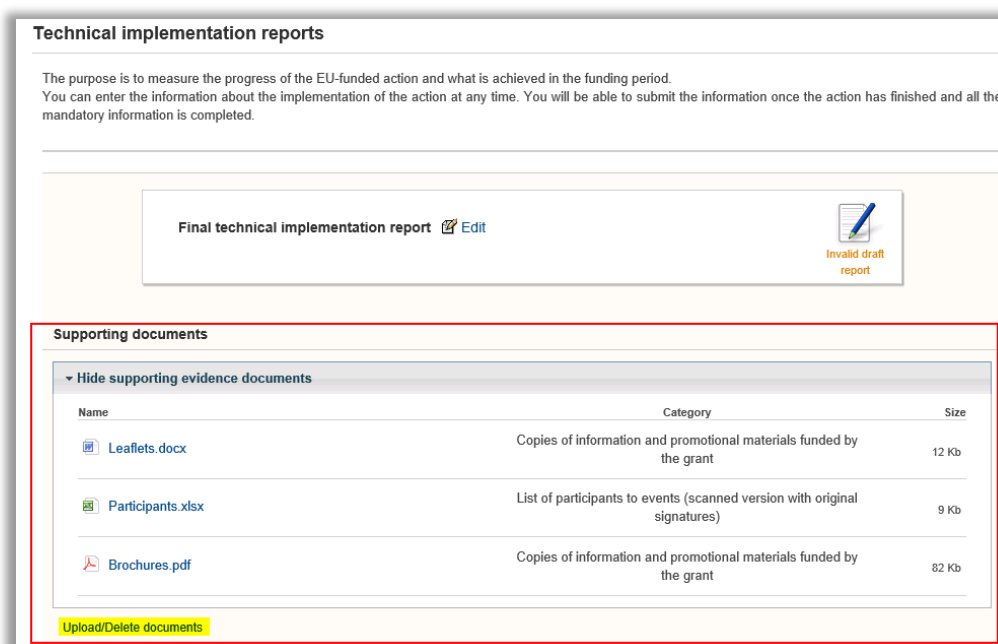 Technical implementation reports
The purpose is to measure the progress of the EU-funded action and what is achieved in the funding period.
You can enter the information about the implementation of the action at any time. You will be able to submit the information once the action has finished and all the
mandatory information is completed.
Final technical implementation report Edit
Invalid draft
report
Supporting documents
Hide supporting evidence documents
Name Category Size
Leaflets.docx Copies of information and promotional materials funded by
the grant 12 Kb
Participants.xlsx List of participants to events (scanned version with original
signatures) 9 Kb
Brochures.pdf Copies of information and promotional materials funded by
the grant 82 Kb
Upload/Delete documents